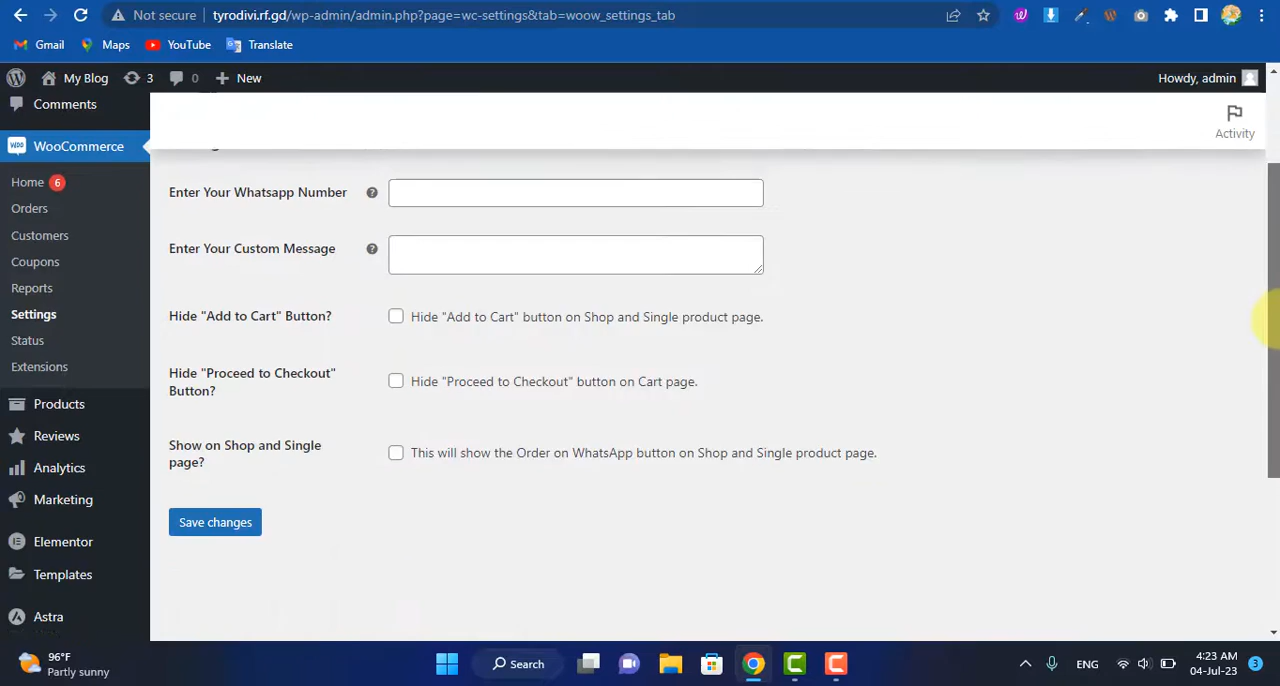 Not secure
tyrodivi.rf.gd/wp-admin/admin.php?page=wc-settings&tab=woow_settings_tab
Gmail
Maps
YouTube
Translate
My Blog
3
0
New
Howdy, admin
Comments
Activity
WooCommerce
Home 6
Orders
Customers
Coupons
Reports
Settings
Status
Extensions
Products
Reviews
Analytics
Marketing
Elementor
Templates
Astra
Enter Your Whatsapp Number
Enter Your Custom Message
Hide "Add to Cart" Button?
Hide "Add to Cart" button on Shop and Single product page.
Hide "Proceed to Checkout"
Button?
Hide "Proceed to Checkout" button on Cart page.
Show on Shop and Single
page?
This will show the Order on WhatsApp button on Shop and Single product page.
Save changes
96°F
Partly sunny
Search
ENG
4:23 AM
04-Jul-23
3